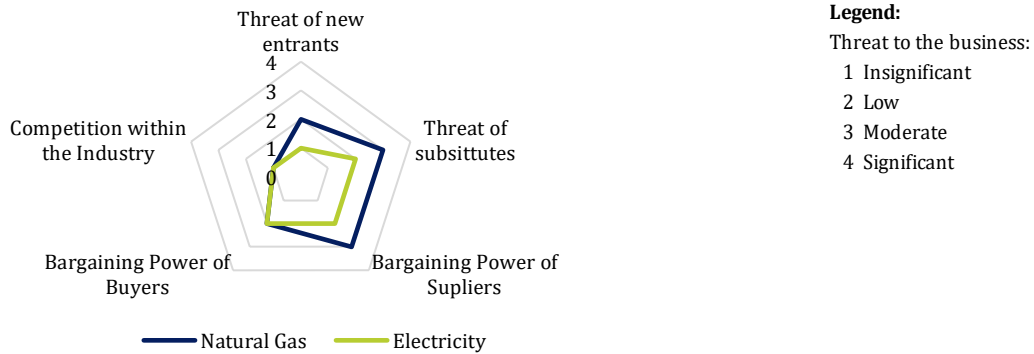 Threat of new
entrants
4
3
2
1
0
Competition within
the Industry
Threat of
subsittutes
Bargaining Power of
Buyers
Bargaining Power of
Supliers
Natural Gas
Electricity
Legend:
Threat to the business:
1 Insignificant
2 Low
3 Moderate
4 Significant